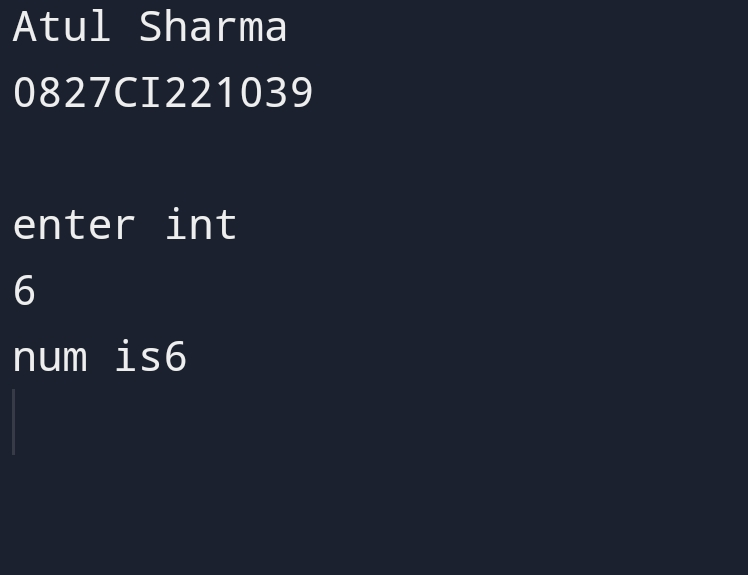 Atul Sharma
0827CI221039
enter int
6
num is6